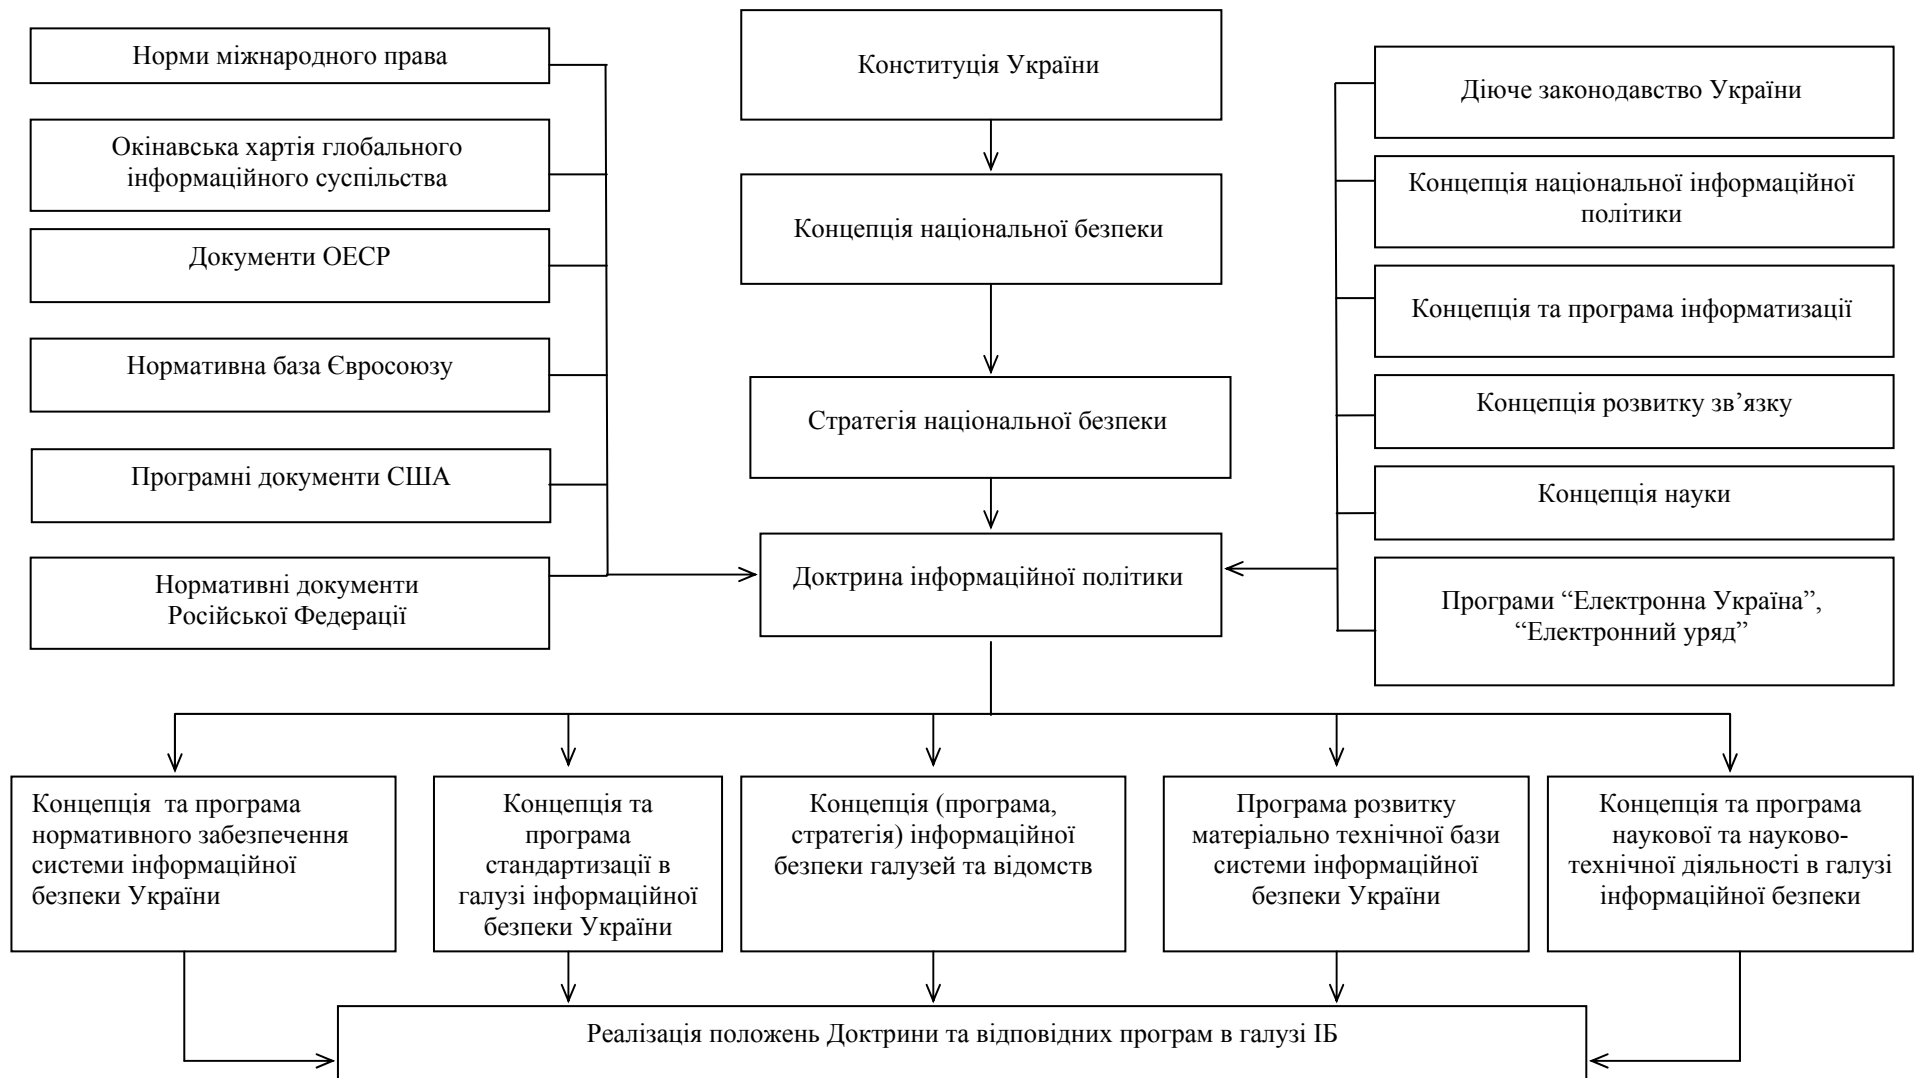 Норми міжнародного права
Окінавська хартія глобального
інформаційного суспільства
Документи ОЕСР
Нормативна база Євросоюзу
Програмні документи США
Нормативні документи
Російської Федерації
Конституція України
Концепція національної безпеки
Стратегія національної безпеки
Доктрина інформаційної політики
Діюче законодавство України
Концепція національної інформаційної
політики
Концепція та програма інформатизації
Концепція розвитку зв’язку
Концепція науки
Програми “Електронна Україна”,
“Електронний уряд”
Концепція та програма
нормативного забезпечення
системи інформаційної
безпеки України
Концепція та
програма
стандартизації в
галузі інформаційної
безпеки України
Концепція (програма,
стратегія) інформаційної
безпеки галузей та відомств
Програма розвитку
матеріально технічної бази
системи інформаційної
безпеки України
Концепція та програма
наукової та науково-
технічної діяльності в галузі
інформаційної безпеки
Реалізація положень Доктрини та відповідних програм в галузі ІБ